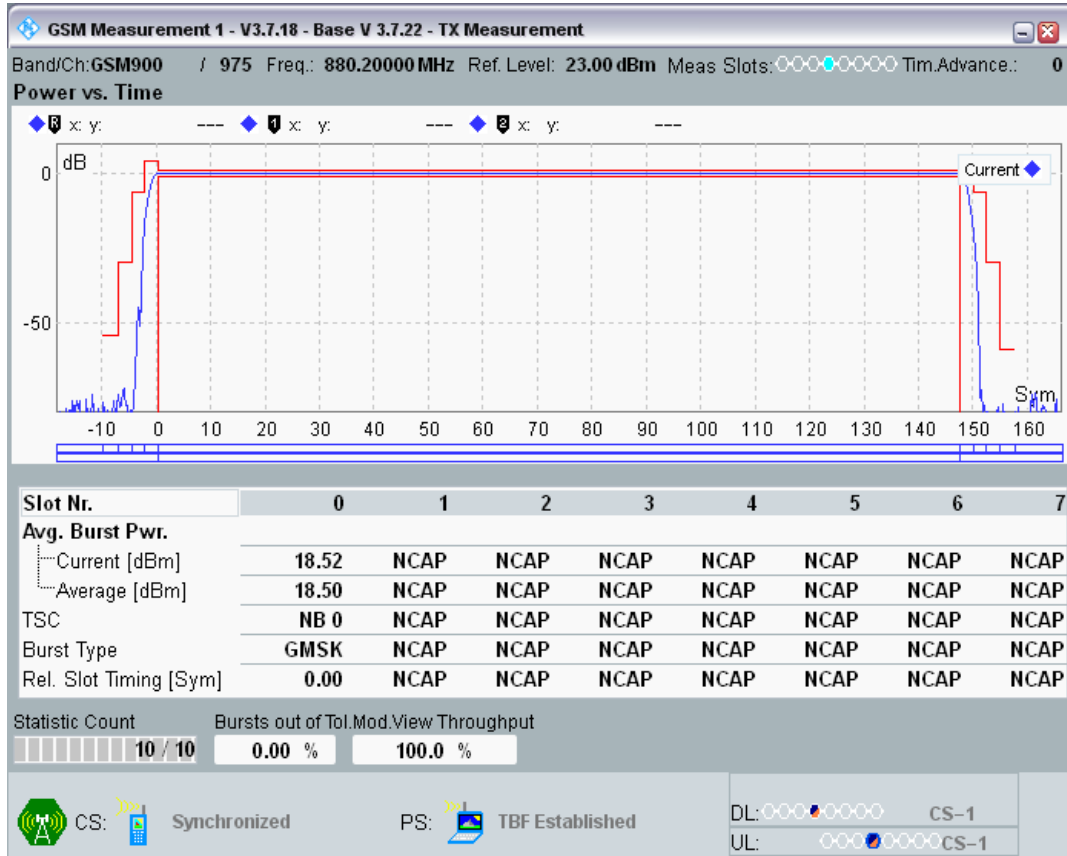 GSM Measurement 1 - V3.7.18 - Base V 3.7.22 - TX Measurement
Band/Ch:GSM900 / 975 Freq.: 880.20000 MHz Ref. Level: 23.00 dBm Meas Slots: Tim.Advance.: 0
Power vs. Time
R x: y: --- 1 x: y: --- 2 x: y: ---
dB
Current
0
-50
Sym
-10 0 10 20 30 40 50 60 70 80 90 100 110 120 130 140 150 160
Slot Nr. 0 1 2 3 4 5 6 7
Avg. Burst Pwr.
Current [dBm] 18.52 NCAP NCAP NCAP NCAP NCAP NCAP NCAP
Average [dBm] 18.50 NCAP NCAP NCAP NCAP NCAP NCAP NCAP
TSC NB 0 NCAP NCAP NCAP NCAP NCAP NCAP NCAP
Burst Type GMSK NCAP NCAP NCAP NCAP NCAP NCAP NCAP
Rel. Slot Timing [Sym] 0.00 NCAP NCAP NCAP NCAP NCAP NCAP NCAP
Statistic Count Bursts out of Tol.Mod.View Throughput
10 / 10 0.00 % 100.0 %
CS: Synchronized PS: TBF Established DL: CS-1
UL: CS-1